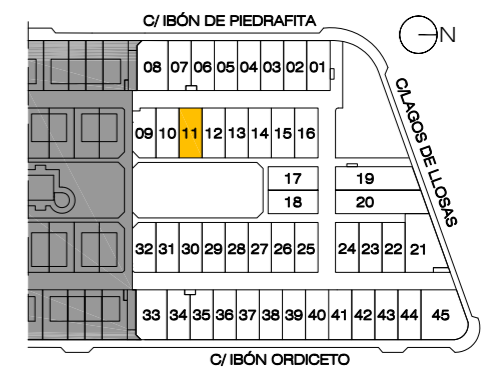 C/ IBÓN DE PIEDRAFITA
N
08 07 06 05 04 03 02 01
C/LAGOS DE LLOSAS
09 10 11 12 13 14 15 16
17 19
18 20
32 31 30 29 28 27 26 25 24 23 22 21
33 34 35 36 37 38 39 40 41 42 43 44 45
C/ IBÓN ORDICETO